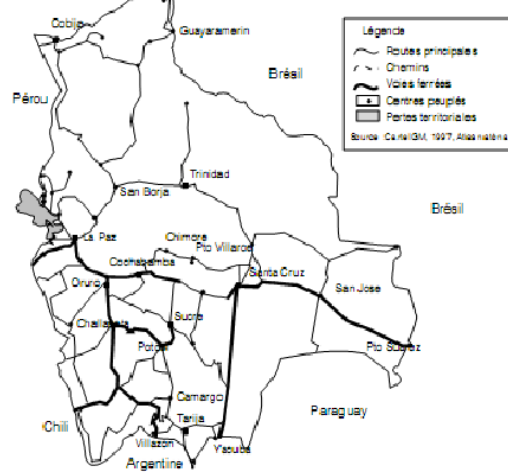 Cobija
Guayaramerin
Légende
Routes principales
Chemins
Voies ferrées
Centres peuplés
Pertes territoriales
Brésil
Pérou
Trinidad
San Borja
Brésil
La Paz
Chimore
Pto Villaroe
Cochabamba
Santa Cruz
Oruro
San Jose
Challapata
Sucre
Potosi
Pto Suarez
Camargo
Paraguay
Chili
Tarija
Villazon
Yacuiba
Argentine